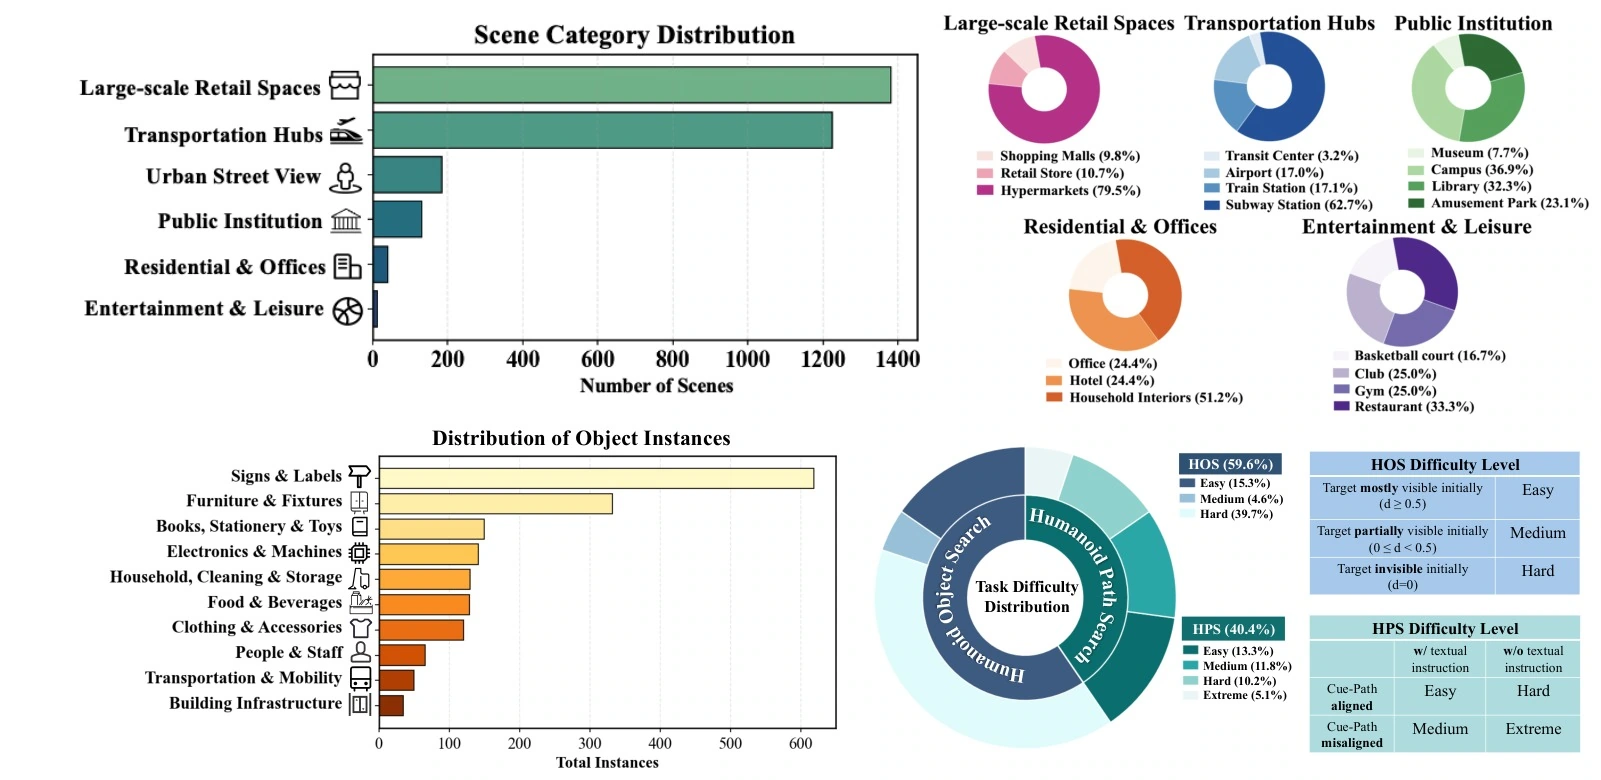 Scene Category Distribution
Large-scale Retail Spaces
Transportation Hubs
Urban Street View
Public Institution
Residential & Offices
Entertainment & Leisure
0 200 400 600 800 1000 1200 1400
Number of Scenes
Large-scale Retail Spaces
Shopping Malls (9.8%)
Retail Store (10.7%)
Hypermarkets (79.5%)
Transportation Hubs
Transit Center (3.2%)
Airport (17.0%)
Train Station (17.1%)
Subway Station (62.7%)
Public Institution
Museum (7.7%)
Campus (36.9%)
Library (32.3%)
Amusement Park (23.1%)
Residential & Offices
Office (24.4%)
Hotel (24.4%)
Household Interiors (51.2%)
Entertainment & Leisure
Basketball court (16.7%)
Club (25.0%)
Gym (25.0%)
Restaurant (33.3%)
Distribution of Object Instances
Signs & Labels
Furniture & Fixtures
Books, Stationery & Toys
Electronics & Machines
Household, Cleaning & Storage
Food & Beverages
Clothing & Accessories
People & Staff
Transportation & Mobility
Building Infrastructure
0 100 200 300 400 500 600
Total Instances
Task Difficulty
Distribution
Humanoid Object Search
Humanoid Path Search
HOS (59.6%)
Easy (15.3%)
Medium (4.6%)
Hard (39.7%)
HPS (40.4%)
Easy (13.3%)
Medium (11.8%)
Hard (10.2%)
Extreme (5.1%)
HOS Difficulty Level
Target mostly visible initially
(d ≥ 0.5)
Easy
Target partially visible initially
(0 ≤ d < 0.5)
Medium
Target invisible initially
(d=0)
Hard
HPS Difficulty Level
w/ textual
instruction
w/o textual
instruction
Cue-Path
aligned
Easy
Hard
Cue-Path
misaligned
Medium
Extreme